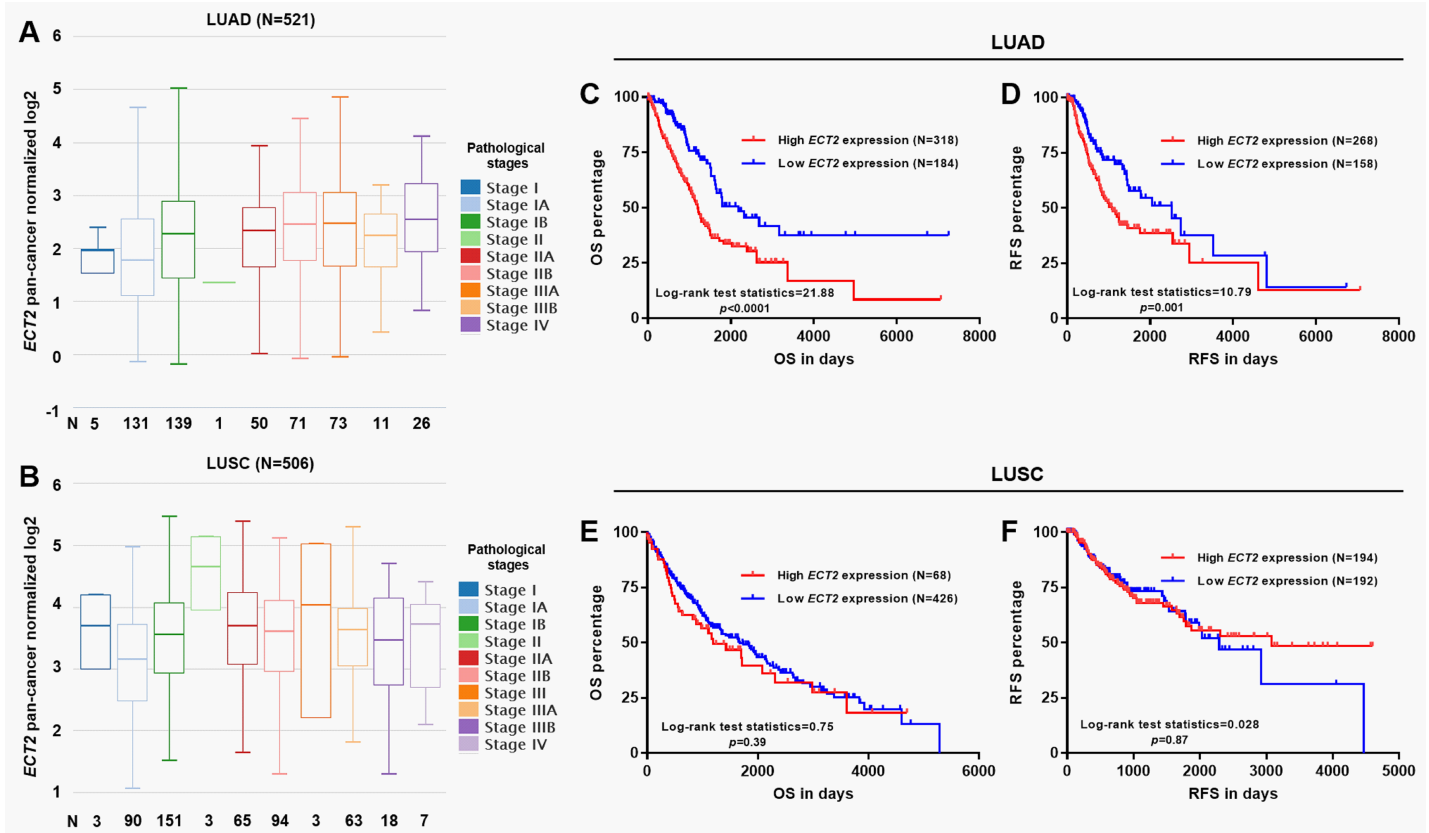 A
LUAD (N=521)
ECT2 pan-cancer normalized log2
6
5
4
3
2
1
0
-1
N 5 131 139 1 50 71 73 11 26
Pathological
stages
Stage I
Stage IA
Stage IB
Stage II
Stage IIA
Stage IIB
Stage IIIA
Stage IIIB
Stage IV
B
LUSC (N=506)
ECT2 pan-cancer normalized log2
6
5
4
3
2
1
N 3 90 151 3 65 94 3 63 18 7
Pathological
stages
Stage I
Stage IA
Stage IB
Stage II
Stage IIA
Stage IIB
Stage III
Stage IIIA
Stage IIIB
Stage IV
LUAD
C
OS percentage
100
75
50
25
0
High ECT2 expression (N=318)
Low ECT2 expression (N=184)
Log-rank test statistics=21.88
p<0.0001
0 2000 4000 6000 8000
OS in days
D
RFS percentage
100
75
50
25
0
High ECT2 expression (N=268)
Low ECT2 expression (N=158)
Log-rank test statistics=10.79
p=0.001
0 2000 4000 6000 8000
RFS in days
LUSC
E
OS percentage
100
75
50
25
0
High ECT2 expression (N=68)
Low ECT2 expression (N=426)
Log-rank test statistics=0.75
p=0.39
0 2000 4000 6000
OS in days
F
RFS percentage
100
75
50
25
0
High ECT2 expression (N=194)
Low ECT2 expression (N=192)
Log-rank test statistics=0.028
p=0.87
0 1000 2000 3000 4000 5000
RFS in days